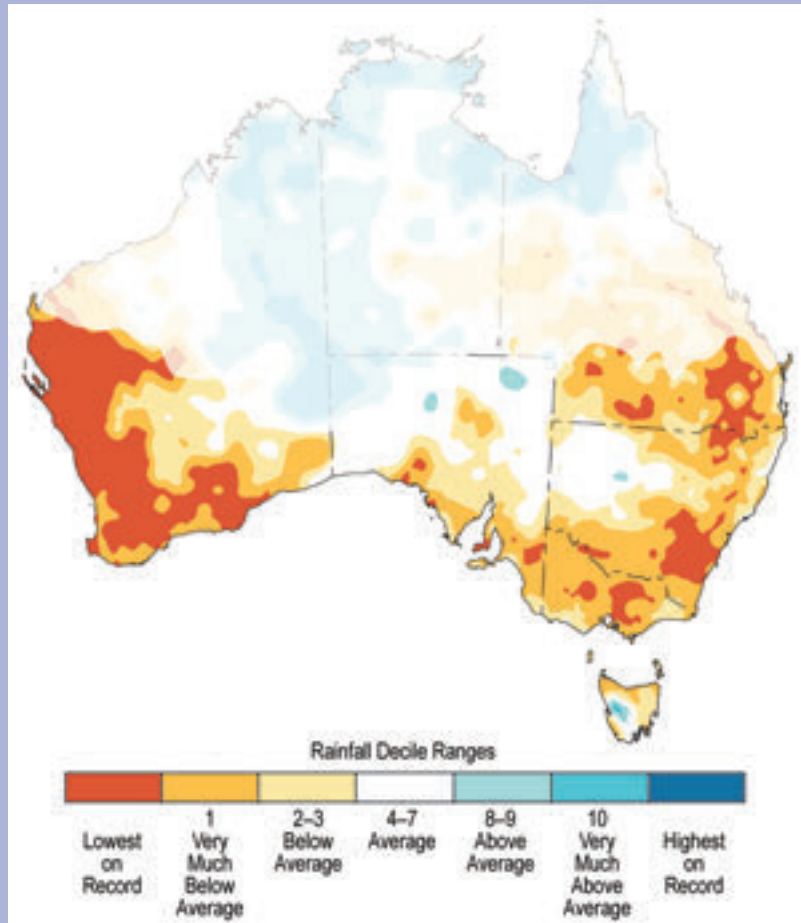 Rainfall Decile Ranges
Lowest
on
Record
1
Very
Much
Below
Average
2–3
Below
Average
4–7
Average
8–9
Above
Average
10
Very
Much
Above
Average
Highest
on
Record